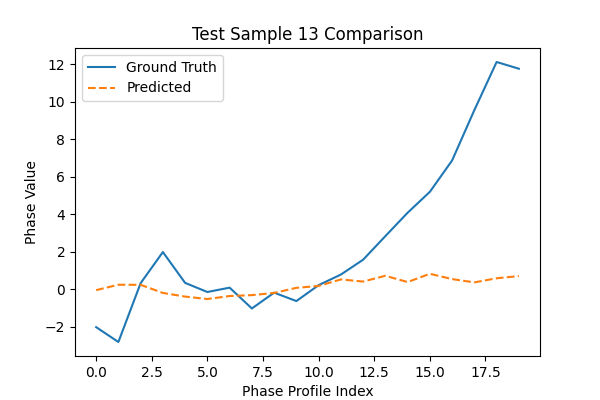 Test Sample 13 Comparison
Ground Truth
Predicted
Phase Value
12
10
8
6
4
2
0
−2
0.0 2.5 5.0 7.5 10.0 12.5 15.0 17.5
Phase Profile Index